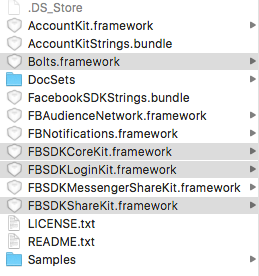 .DS_Store
AccountKit.framework
AccountKitStrings.bundle
Bolts.framework
DocSets
FacebookSDKStrings.bundle
FBAudienceNetwork.framework
FBNotifications.framework
FBSDKCoreKit.framework
FBSDKLoginKit.framework
FBSDKMessengerShareKit.framework
FBSDKShareKit.framework
LICENSE.txt
README.txt
Samples